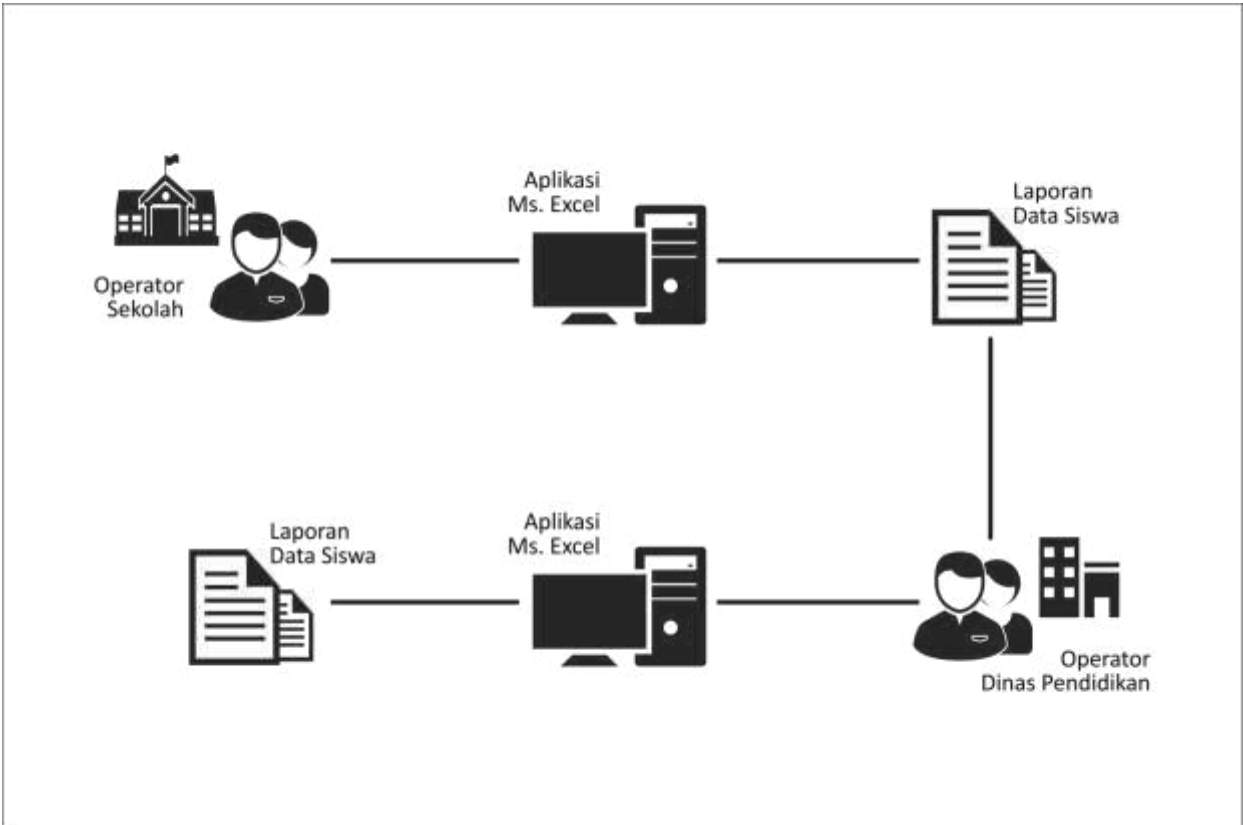 Operator
Sekolah
Aplikasi
Ms. Excel
Laporan
Data Siswa
Laporan
Data Siswa
Aplikasi
Ms. Excel
Operator
Dinas Pendidikan